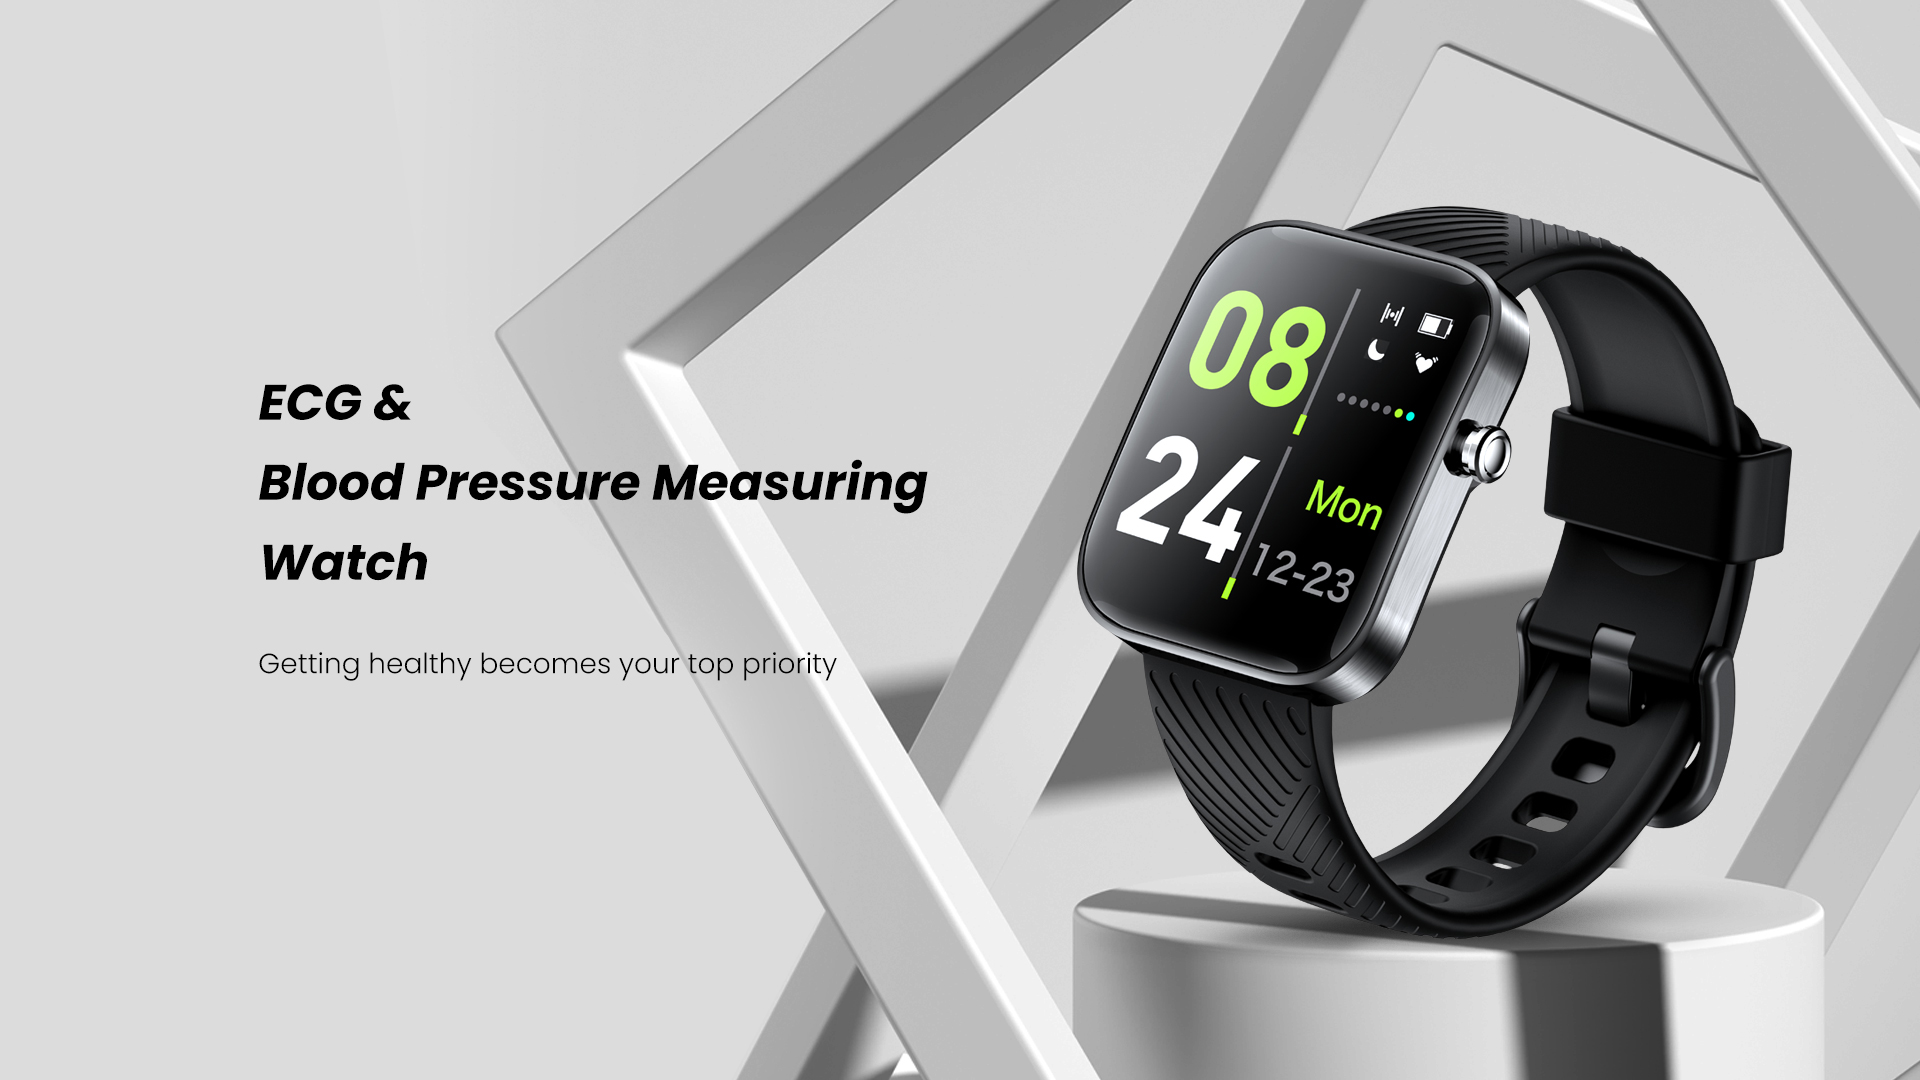 ECG &
Blood Pressure Measuring
Watch
Getting healthy becomes your top priority
08
24
Mon
12-23